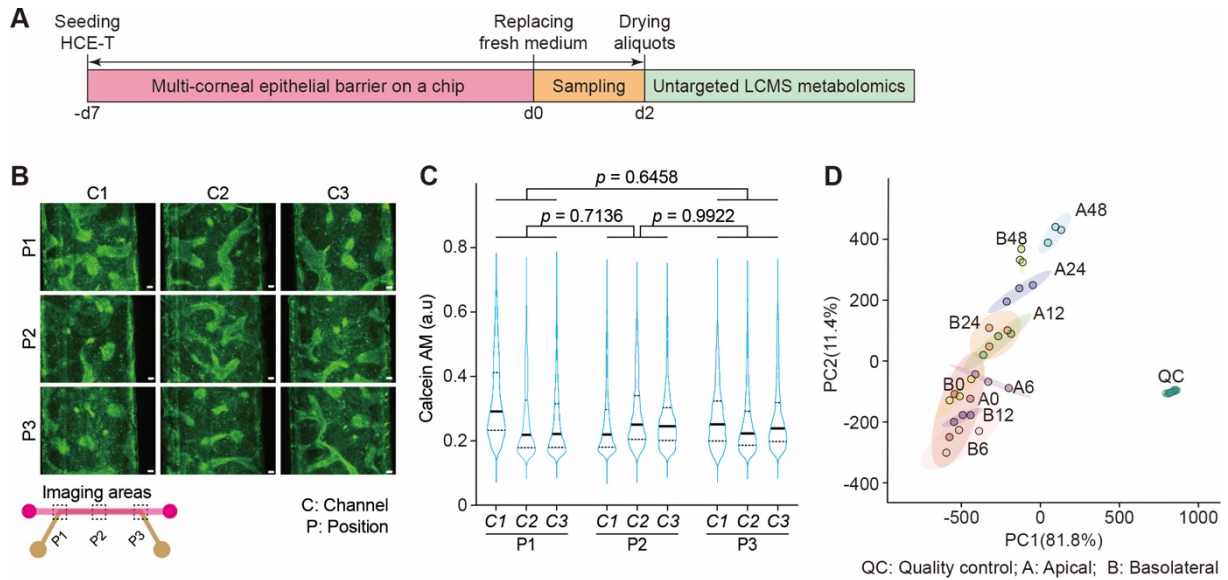 A
Seeding
HCE-T
Replacing
fresh medium
Drying
aliquots
Multi-corneal epithelial barrier on a chip
Sampling
Untargeted LCMS metabolomics
-d7
d0
d2
B
C1
C2
C3
P1
P2
P3
Imaging areas
P1
P2
P3
C: Channel
P: Position
C
p = 0.6458
p = 0.7136
p = 0.9922
Calcein AM (a.u)
0.8
0.6
0.4
0.2
0
C1 C2 C3 C1 C2 C3 C1 C2 C3
P1 P2 P3
D
A48
B48
A24
B24
A12
A6
B0
A0
B12
B6
QC
PC2(11.4%)
400
200
0
-200
-400
-500 0 500 1000
PC1(81.8%)
QC: Quality control; A: Apical; B: Basolateral